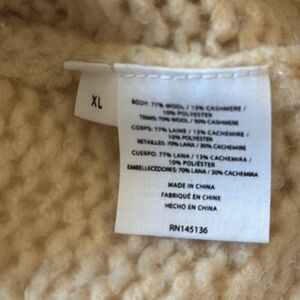 XL
BODY: 77% WOOL / 13% CASHMERE /
10% POLYESTER
TRIMS: 70% WOOL / 30% CASHMERE
CORPS: 77% LAINE / 13% CACHEMIRE /
10% POLYESTER
RETAILLES: 70% LAINE / 30% CACHEMIRE
CUERPO: 77% LANA / 13% CACHEMIRA /
10% POLIÉSTER
EMBELLECEDORES: 70% LANA / 30% CACHEMIRA
MADE IN CHINA
FABRIQUÉ EN CHINE
HECHO EN CHINA
RN145136